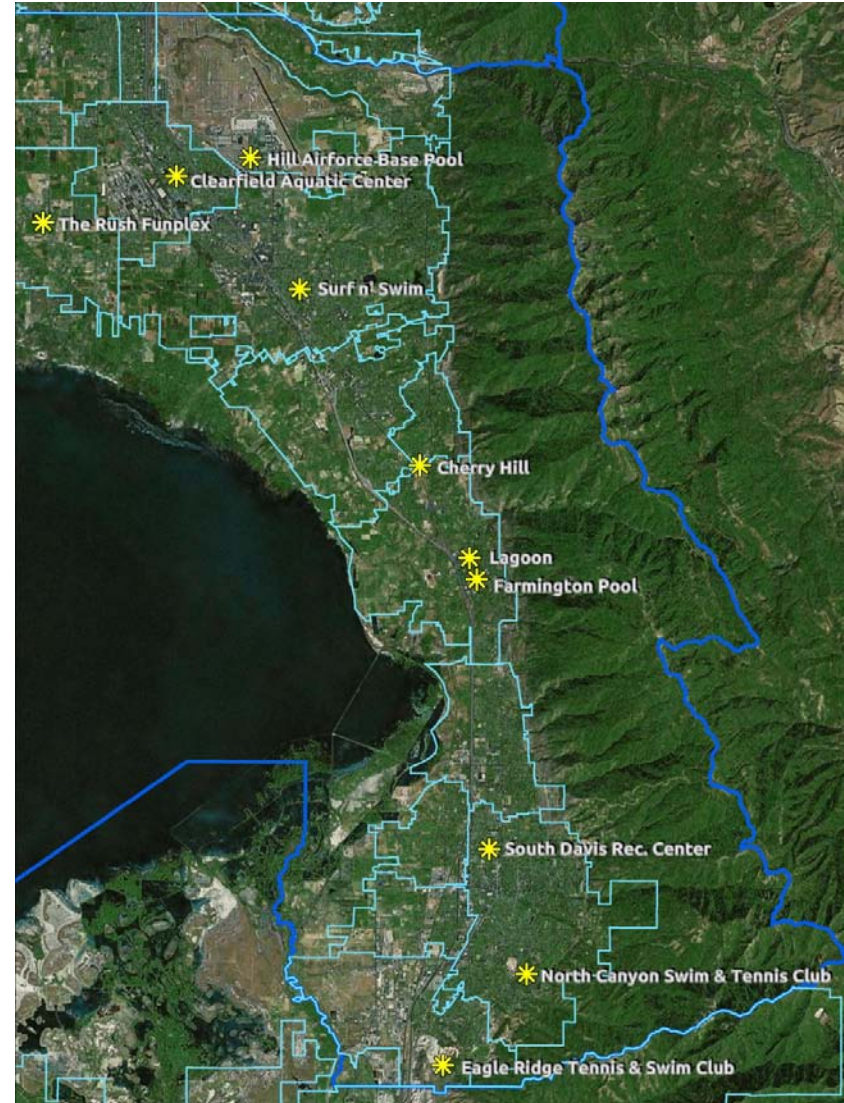 Hill Airforce Base Pool
Clearfield Aquatic Center
The Rush Funplex
Surf n' Swim
Cherry Hill
Lagoon
Farmington Pool
South Davis Rec. Center
North Canyon Swim & Tennis Club
Eagle Ridge Tennis & Swim Club